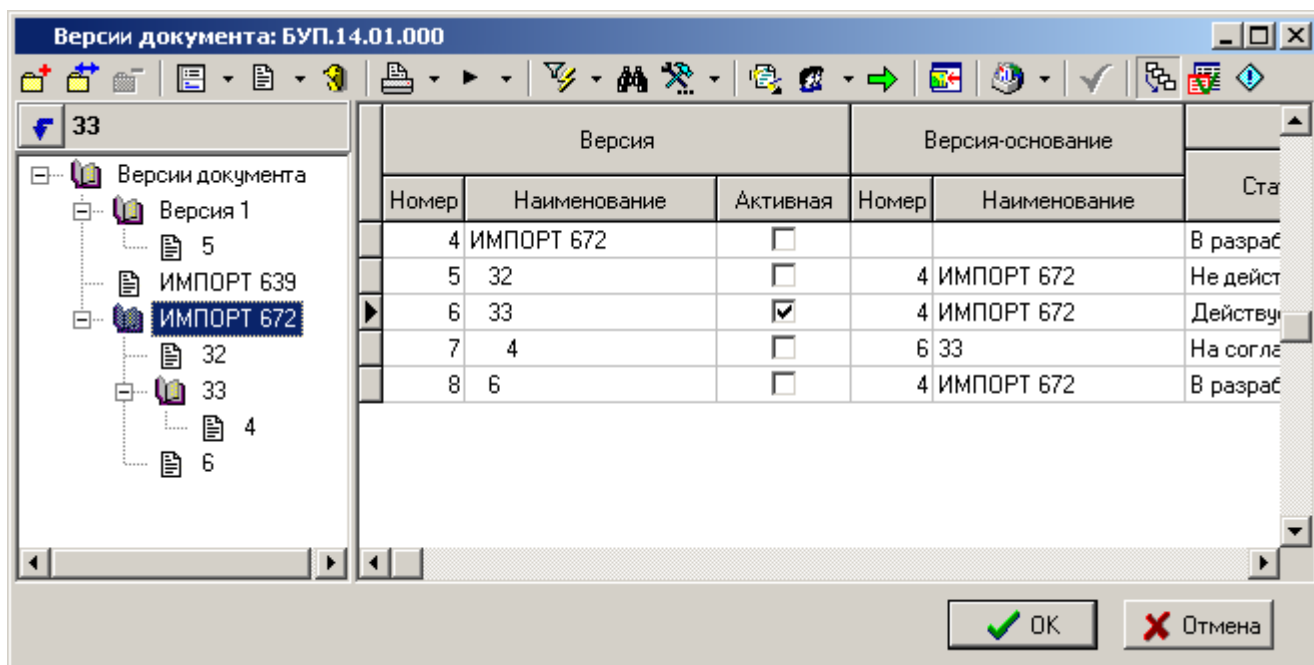 Версии документа: БУП.14.01.000
33
Версии документа
Версия 1
5
ИМПОРТ 639
ИМПОРТ 672
32
33
4
6
Версия Версия-основание
Номер Наименование Активная Номер Наименование Ста
4 ИМПОРТ 672 В разраб
5 32 4 ИМПОРТ 672 Не дейст
6 33 4 ИМПОРТ 672 Действу
7 4 6 33 На согла
8 6 4 ИМПОРТ 672 В разраб
OK Отмена